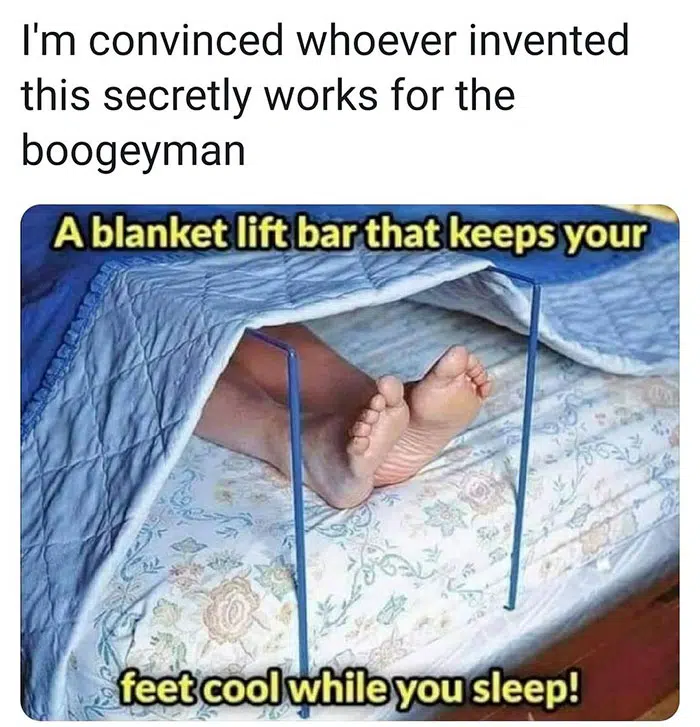 I'm convinced whoever invented
this secretly works for the
boogeyman
A blanket lift bar that keeps your
feet cool while you sleep!